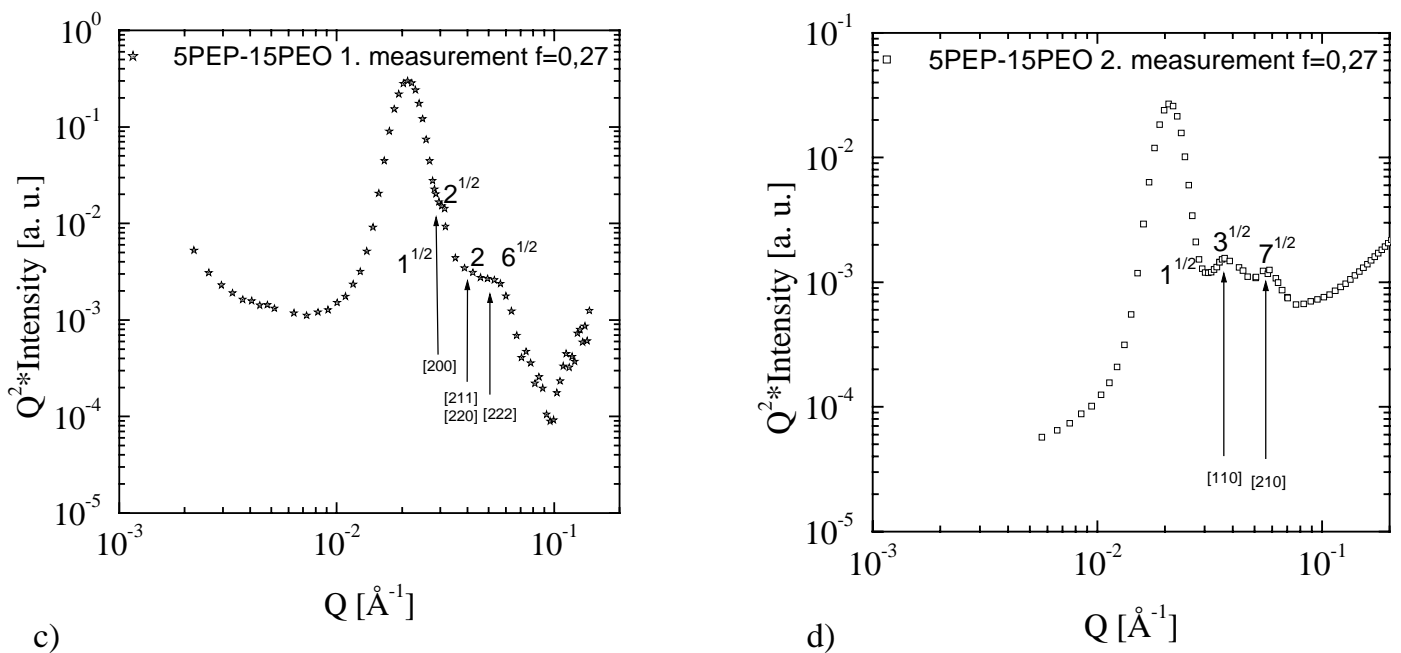 10^0
5PEP-15PEO 1. measurement f=0,27
10^-1
10^-2
10^-3
10^-4
10^-5
2^1/2
1^1/2 2 6^1/2
[200]
[211]
[220] [222]
10^-3 10^-2 10^-1
Q^2*Intensity [a. u.]
Q [Å^-1]
c)
10^-1
5PEP-15PEO 2. measurement f=0,27
10^-2
10^-3
10^-4
10^-5
1^1/2 3^1/2 7^1/2
[110] [210]
10^-3 10^-2 10^-1
Q^2*Intensity [a. u.]
Q [Å^-1]
d)